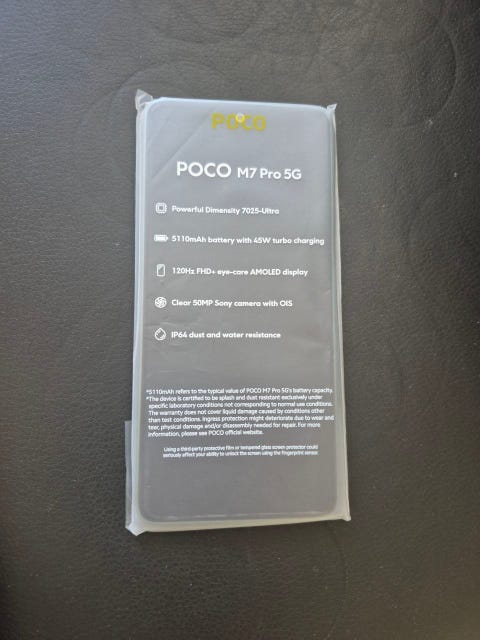 POCO
POCO M7 Pro 5G
Powerful Dimensity 7025-Ultra
5110mAh battery with 45W turbo charging
120Hz FHD+ eye-care AMOLED display
Clear 50MP Sony camera with OIS
IP64 dust and water resistance
*5110mAh refers to the typical value of POCO M7 Pro 5G's battery capacity.
*The device is certified to be splash and dust resistant exclusively under
specific laboratory conditions not corresponding to normal use conditions.
The warranty does not cover liquid damage caused by conditions other
than test conditions. Ingress protection might deteriorate due to wear and
tear, physical damage and/or disassembly needed for repair. For more
information, please see POCO official website.
Using a third-party protective film or tempered glass screen protector could
seriously affect your ability to unlock the screen using the fingerprint sensor.